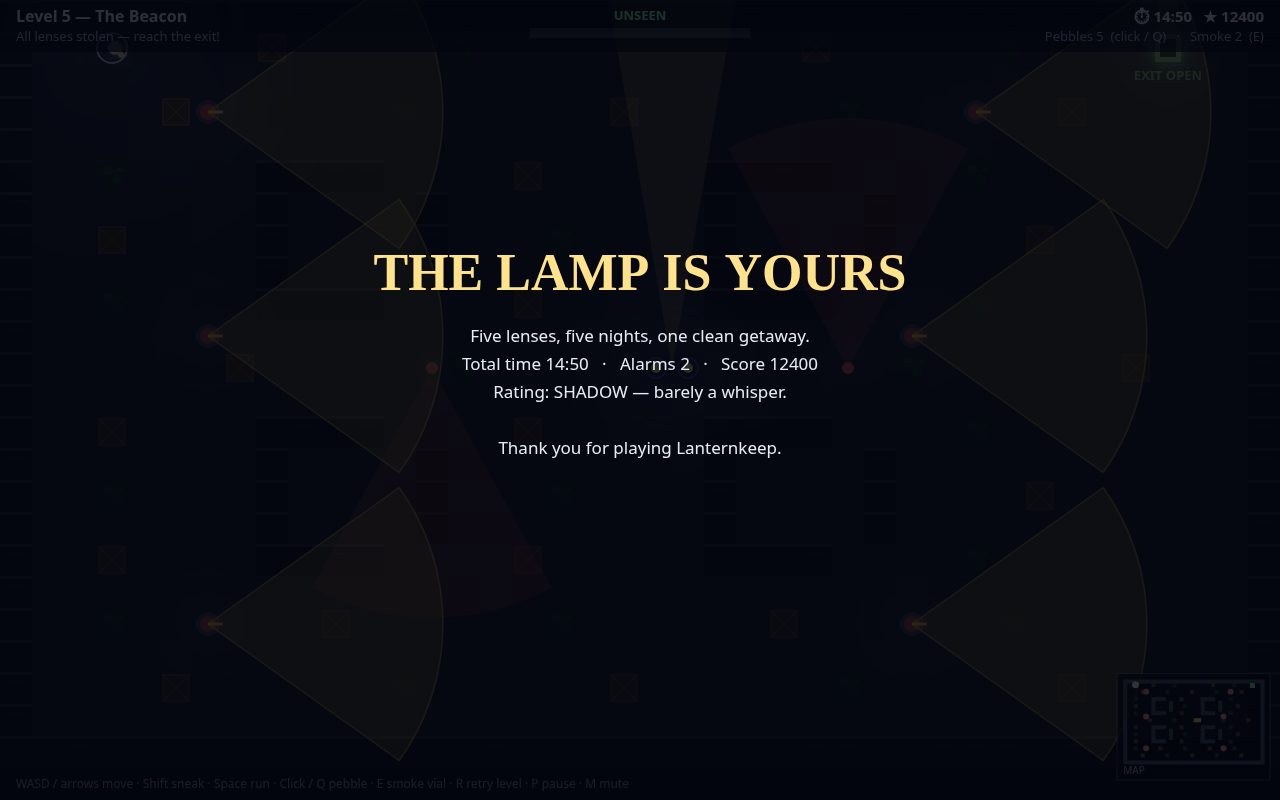 Level 5 — The Beacon
UNSEEN
⏱ 14:50 ★ 12400
All lenses stolen — reach the exit!
Pebbles 5 (click / Q) · Smoke 2 (E)
EXIT OPEN
THE LAMP IS YOURS
Five lenses, five nights, one clean getaway.
Total time 14:50 · Alarms 2 · Score 12400
Rating: SHADOW — barely a whisper.
Thank you for playing Lanternkeep.
MAP
WASD / arrows move · Shift sneak · Space run · Click / Q pebble · E smoke vial · R retry level · P pause · M mute